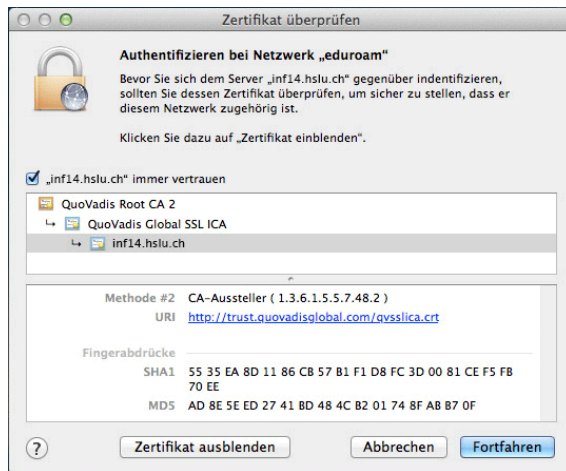 Zertifikat überprüfen
Authentifizieren bei Netzwerk „eduroam“
Bevor Sie sich dem Server „inf14.hslu.ch“ gegenüber indentifizieren,
sollten Sie dessen Zertifikat überprüfen, um sicher zu stellen, dass er
diesem Netzwerk zugehörig ist.
Klicken Sie dazu auf „Zertifikat einblenden“.
„inf14.hslu.ch“ immer vertrauen
QuoVadis Root CA 2
QuoVadis Global SSL ICA
inf14.hslu.ch
Methode #2 CA-Aussteller ( 1.3.6.1.5.5.7.48.2 )
URI http://trust.quovadisglobal.com/qvsslica.crt
Fingerabdrücke
SHA1 55 35 EA 8D 11 86 CB 57 B1 F1 D8 FC 3D 00 81 CE F5 FB
70 EE
MD5 AD 8E 5E ED 27 41 BD 48 4C B2 01 74 8F AB B7 0F
? Zertifikat ausblenden Abbrechen Fortfahren